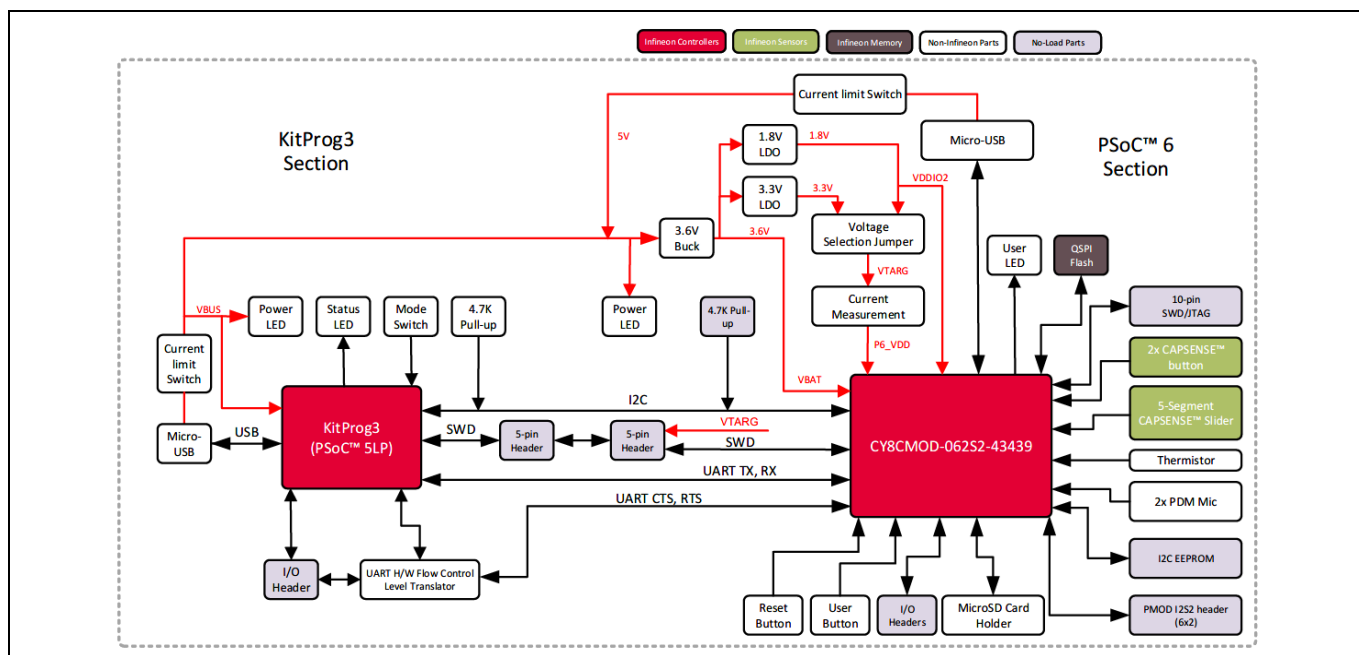 Infineon Controllers
Infineon Sensors
Infineon Memory
Non-Infineon Parts
No-Load Parts
Current limit Switch
KitProg3
Section
5V
1.8V
LDO
1.8V
Micro-USB
PSoC™ 6
Section
VDDIO2
3.3V
LDO
3.3V
3.6V
Buck
3.6V
Voltage
Selection Jumper
User
LED
QSPI
Flash
VTARG
VBUS
Power
LED
Status
LED
Mode
Switch
4.7K
Pull-up
Power
LED
4.7K Pull-
up
Current
Measurement
10-pin
SWD/JTAG
Current
limit
Switch
P6_VDD
2x CAPSENSE™
button
VBAT
I2C
KitProg3
(PSoC™ 5LP)
5-Segment
CAPSENSE™ Slider
Micro-
USB
USB
SWD
5-pin
Header
5-pin
Header
VTARG
SWD
CY8CMOD-062S2-43439
Thermistor
UART TX, RX
2x PDM Mic
UART CTS, RTS
I2C EEPROM
I/O
Header
UART H/W Flow Control
Level Translator
Reset
Button
User
Button
I/O
Headers
MicroSD Card
Holder
PMOD I2S2 header
(6x2)